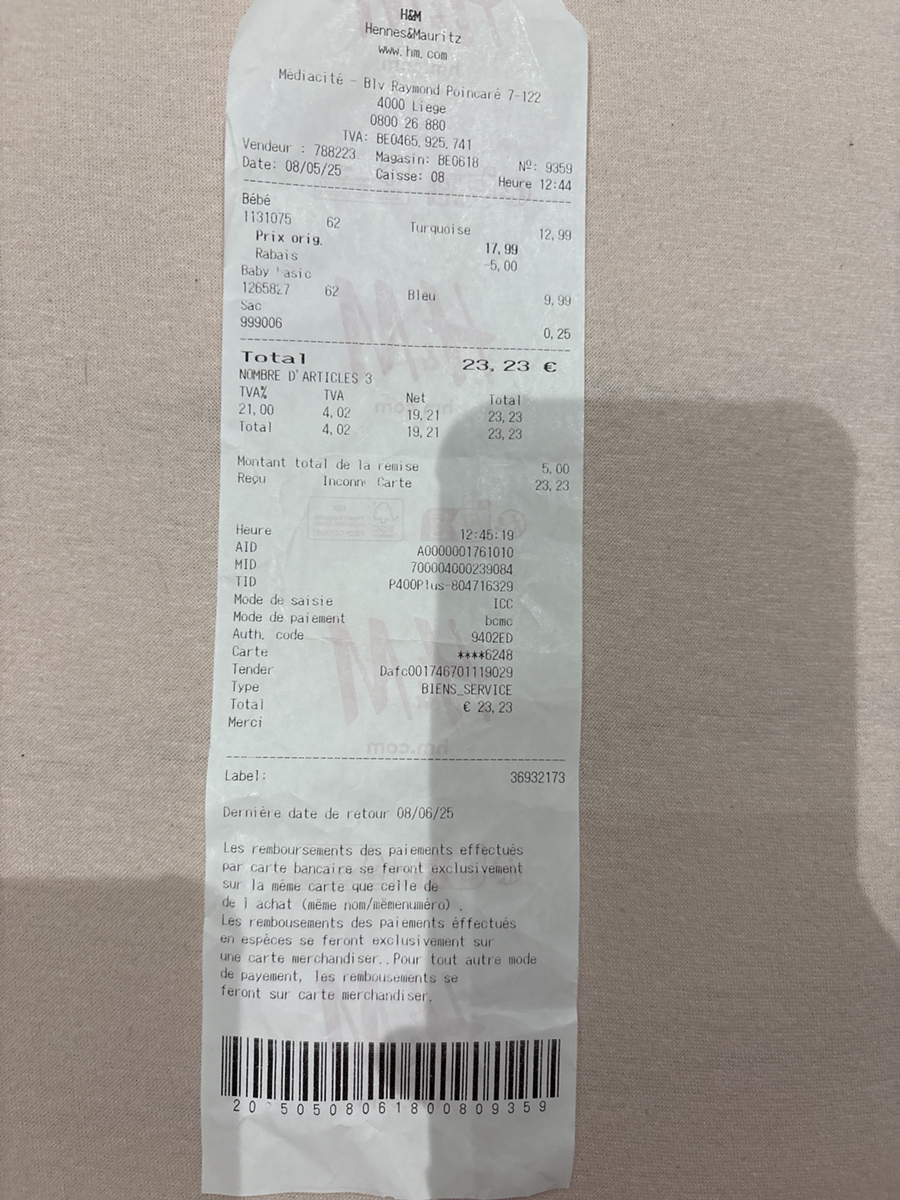 H&M
Hennes&Mauritz
www.hm.com
Médiacité - Blv Raymond Poincaré 7-122
4000 Liege
0800 26 880
TVA: BE0465.925.741
Vendeur : 788223 Magasin: BE0618 Nº: 9359
Date: 08/05/25 Caisse: 08 Heure 12:44
Bébé
1131075 62 Turquoise 12,99
Prix orig. 17,99
Rabais -5,00
Baby
1265827 62 Bleu 9,99
Sac
999006 0,25
Total 23,23 €
NOMBRE D'ARTICLES 3
TVA% TVA Net Total
21,00 4,02 19,21 23,23
Total 4,02 19,21 23,23
Montant total de la remise 5,00
Reçu Carte 23,23
Heure 12:45:19
AID A0000001761010
MID 700004000239084
TID P400Plus-804716329
Mode de saisie ICC
Mode de paiement bcmc
Auth. code 9402ED
Carte ****6248
Tender Dafc001746701119029
Type BIENS_SERVICE
Total € 23,23
Merci
Label: 36932173
Dernière date de retour 08/06/25
Les remboursements des paiements effectués
par carte bancaire se feront exclusivement
sur la même carte que celle de
de l achat (même nom/mêmenuméro) .
Les rembousements des paiements éffectués
en espèces se feront exclusivement sur
une carte merchandiser..Pour tout autre mode
de payement, les rembousements se
feront sur carte merchandiser.